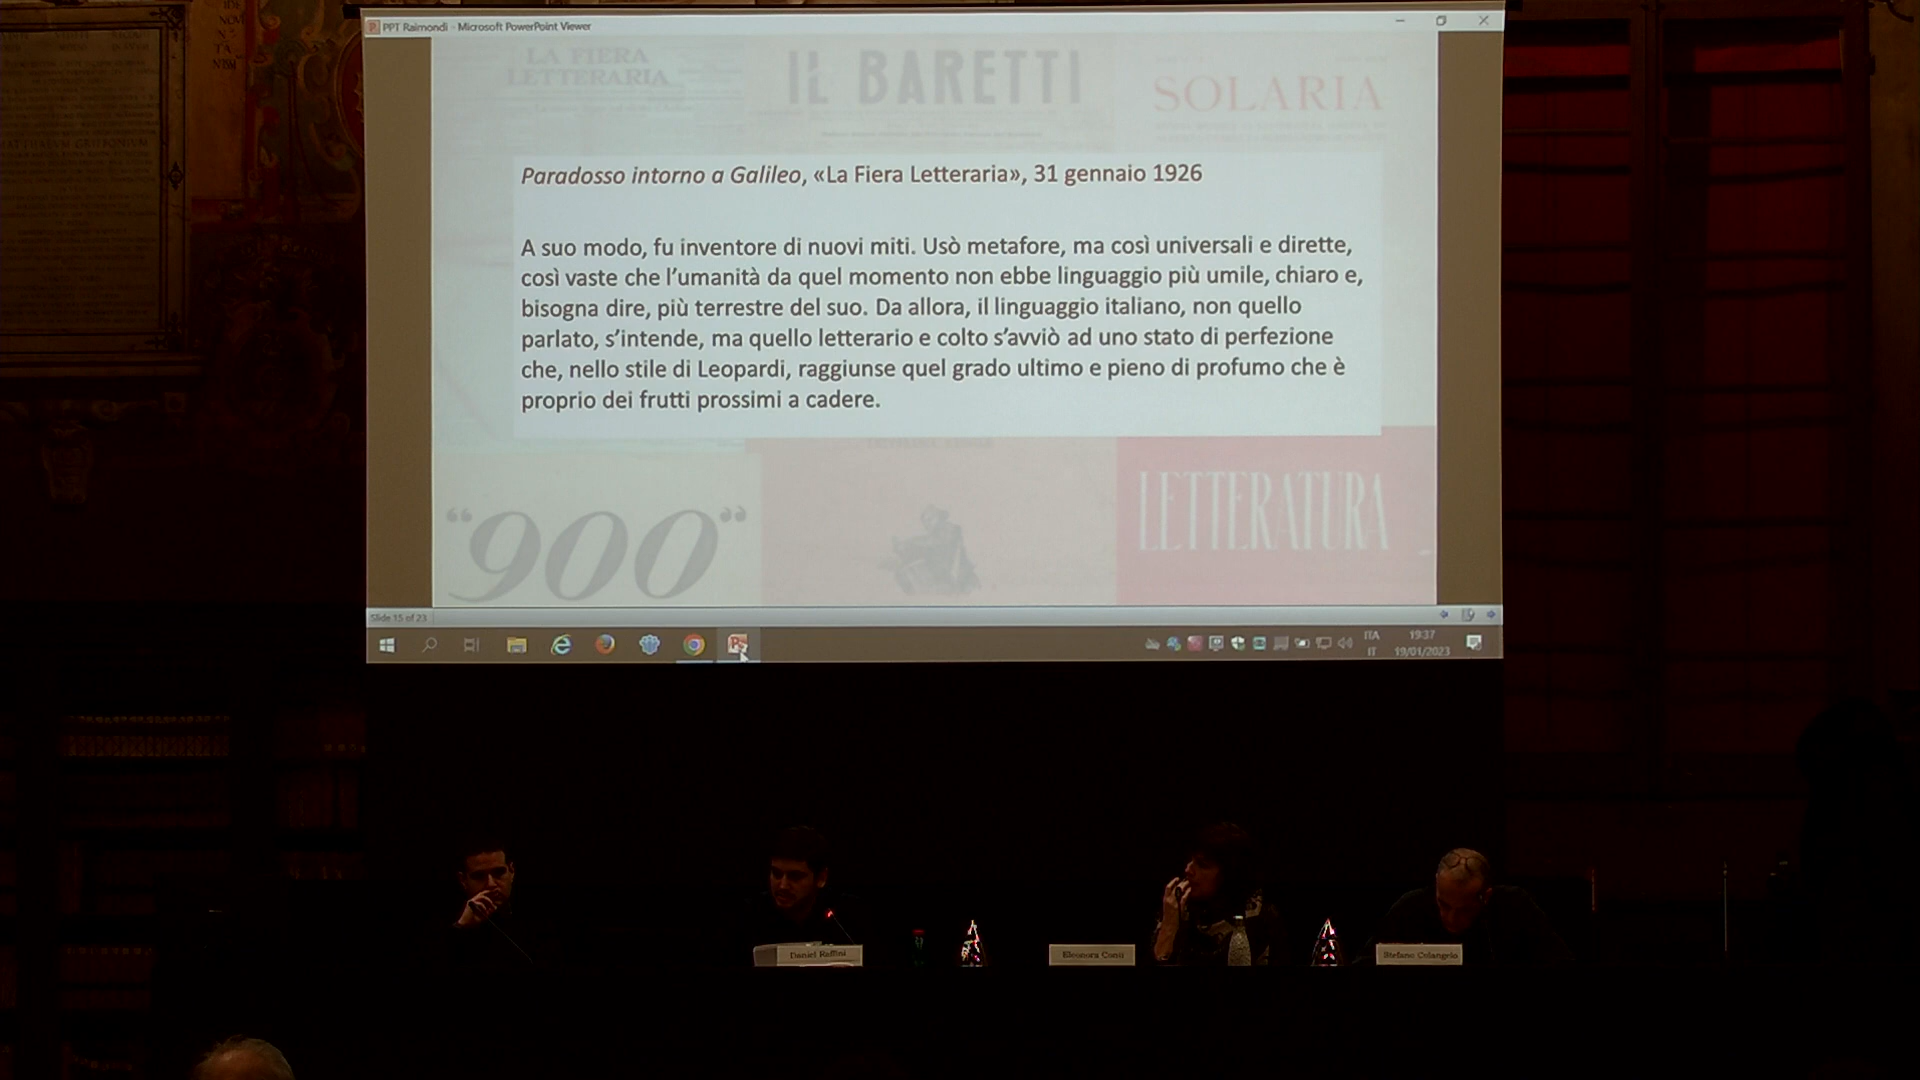 PPT Raimondi - Microsoft PowerPoint Viewer
LA FIERA
LETTERARIA
IL BARETTI
SOLARIA
Paradosso intorno a Galileo, «La Fiera Letteraria», 31 gennaio 1926
A suo modo, fu inventore di nuovi miti. Usò metafore, ma così universali e dirette,
così vaste che l’umanità da quel momento non ebbe linguaggio più umile, chiaro e,
bisogna dire, più terrestre del suo. Da allora, il linguaggio italiano, non quello
parlato, s’intende, ma quello letterario e colto s’avviò ad uno stato di perfezione
che, nello stile di Leopardi, raggiunse quel grado ultimo e pieno di profumo che è
proprio dei frutti prossimi a cadere.
“900”
LETTERATURA
Slide 15 of 23
ITA
IT
19:37
19/01/2023
Daniel Raffini
Eleonora Conti
Stefano Colangelo